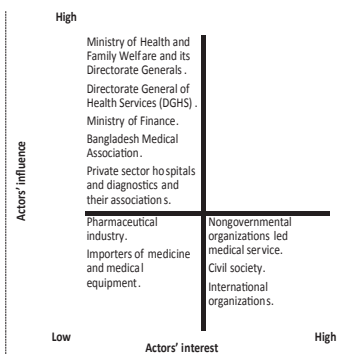 High
Ministry of Health and
Family Welfare and its
Directorate Generals.
Directorate General of
Health Services (DGHS).
Ministry of Finance.
Bangladesh Medical
Association.
Private sector hospitals
and diagnostics and
their associations.
Actors' influence
Pharmaceutical
industry.
Importers of medicine
and medical
equipment.
Nongovernmental
organizations led
medical service.
Civil society.
International
organizations.
Low
High
Actors' interest